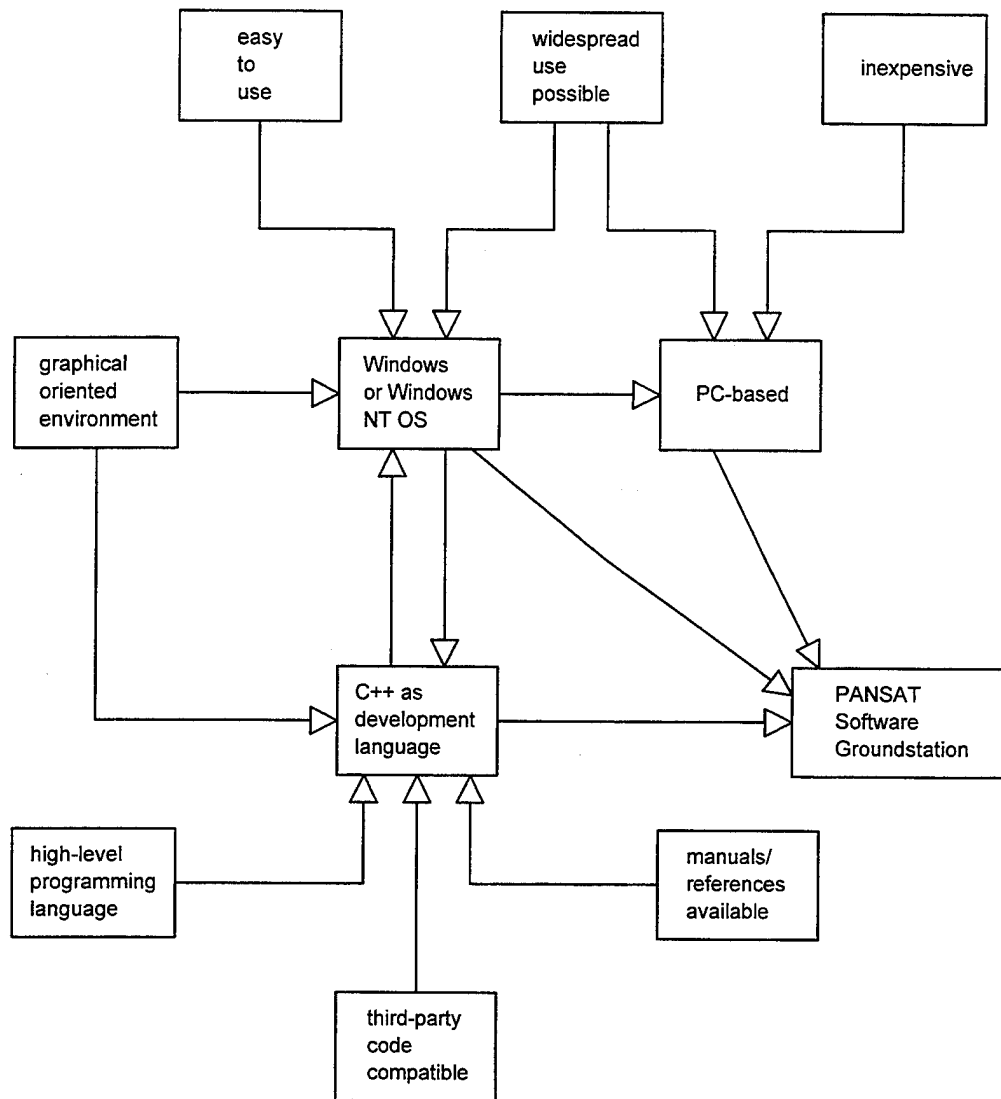 easy
to
use
widespread
use
possible
inexpensive
graphical
oriented
environment
Windows
or Windows
NT OS
PC-based
C++ as
development
language
PANSAT
Software
Groundstation
high-level
programming
language
manuals/
references
available
third-party
code
compatible